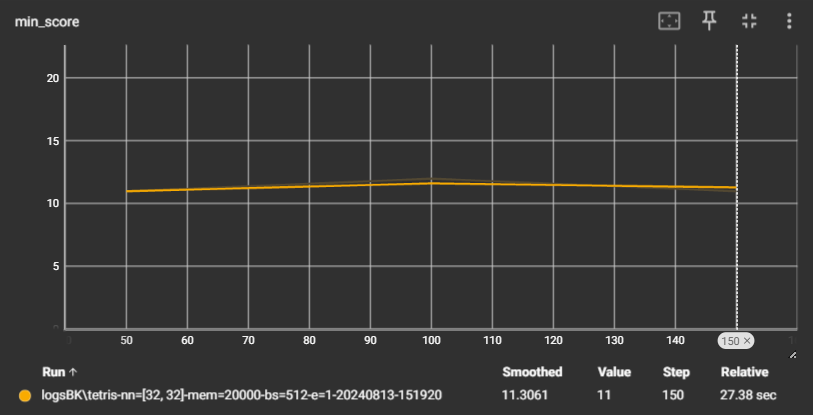 min_score
20
15
10
5
50 60 70 80 90 100 110 120 130 140 150 ×
Run ↑ Smoothed Value Step Relative
logsBK\tetris-nn=[32, 32]-mem=20000-bs=512-e=1-20240813-151920 11.3061 11 150 27.38 sec